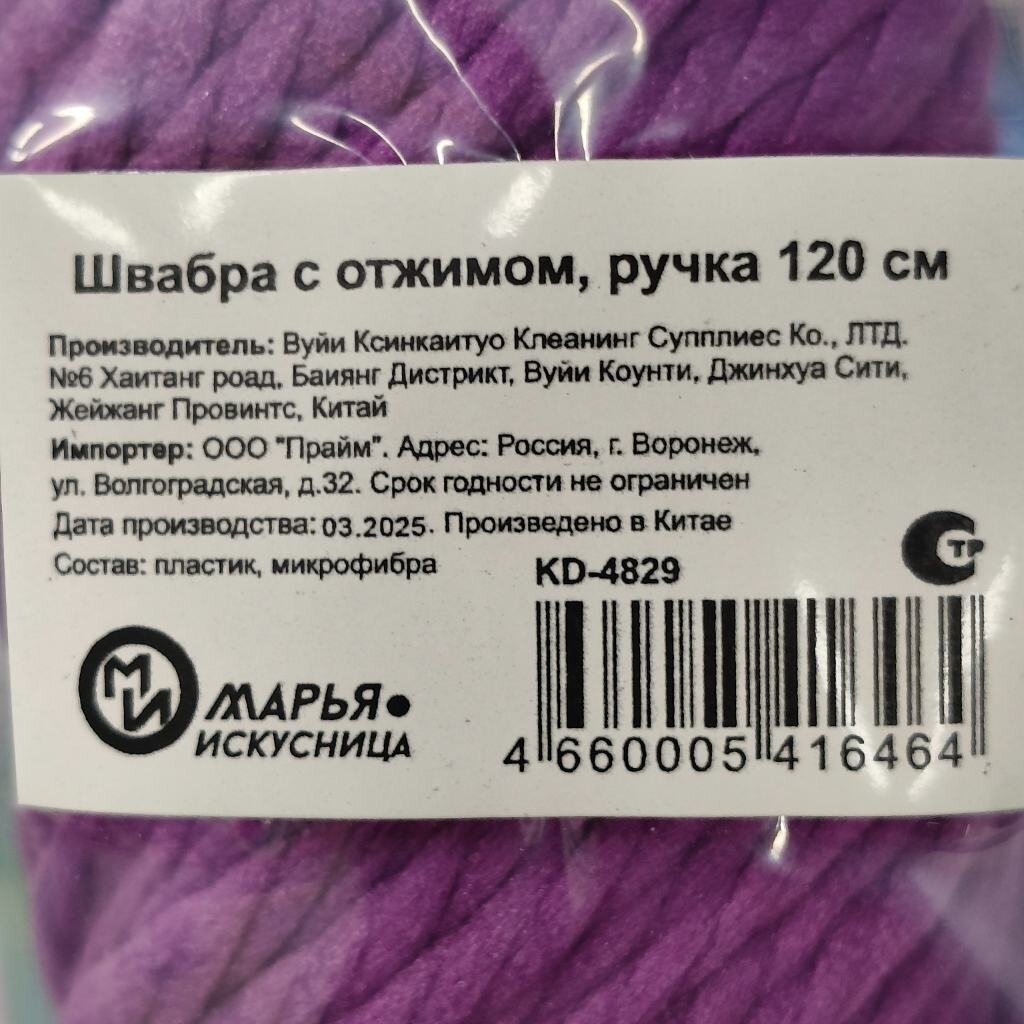 Швабра с отжимом, ручка 120 см
Производитель: Вуйи Ксинкаитуо Клеанинг Супплиес Ко., ЛТД.
№6 Хаитанг роад, Баиянг Дистрикт, Вуйи Коунти, Джинхуа Сити,
Жейжанг Провинтс, Китай
Импортер: ООО "Прайм". Адрес: Россия, г. Воронеж,
ул. Волгоградская, д.32. Срок годности не ограничен
Дата производства: 03.2025. Произведено в Китае
Состав: пластик, микрофибра
KD-4829
СТР
МИ
МАРЬЯ
ИСКУСНИЦА
4 660005 416464